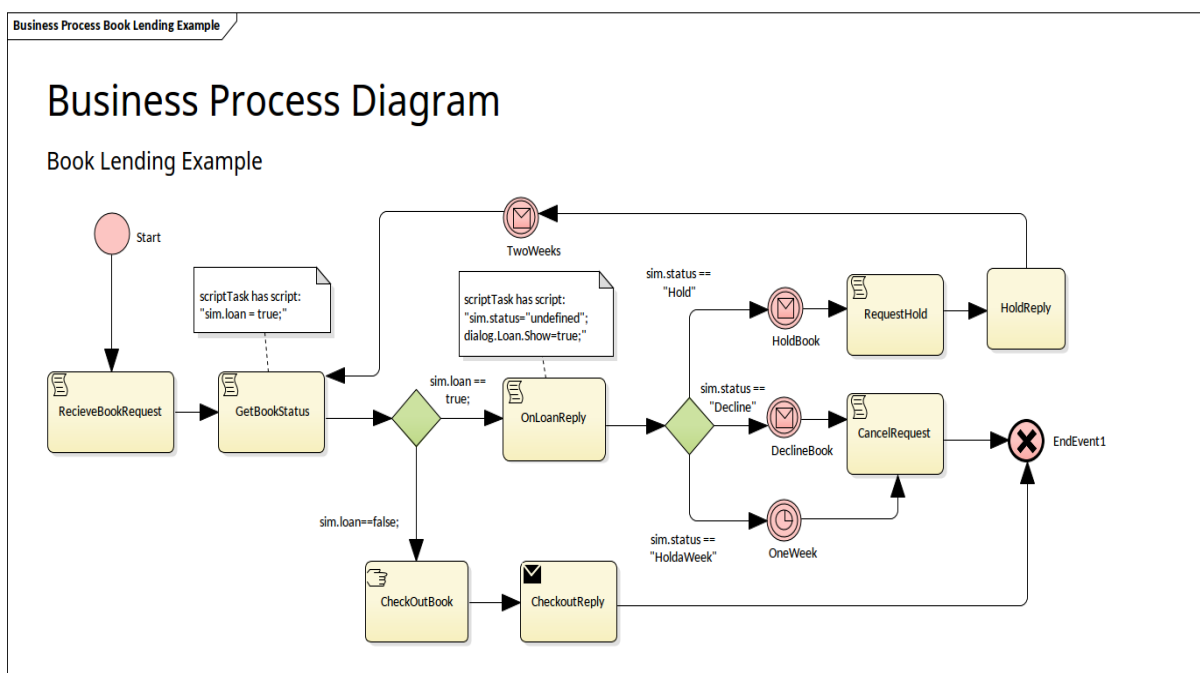 Business Process Book Lending Example
Business Process Diagram
Book Lending Example
Start
TwoWeeks
scriptTask has script:
"sim.loan = true;"
scriptTask has script:
"sim.status="undefined";
dialog.Loan.Show=true;"
sim.status ==
"Hold"
HoldBook
RequestHold
HoldReply
RecieveBookRequest
GetBookStatus
sim.loan ==
true;
OnLoanReply
sim.status ==
"Decline"
DeclineBook
CancelRequest
EndEvent1
sim.loan==false;
sim.status ==
"HoldaWeek"
OneWeek
CheckOutBook
CheckoutReply